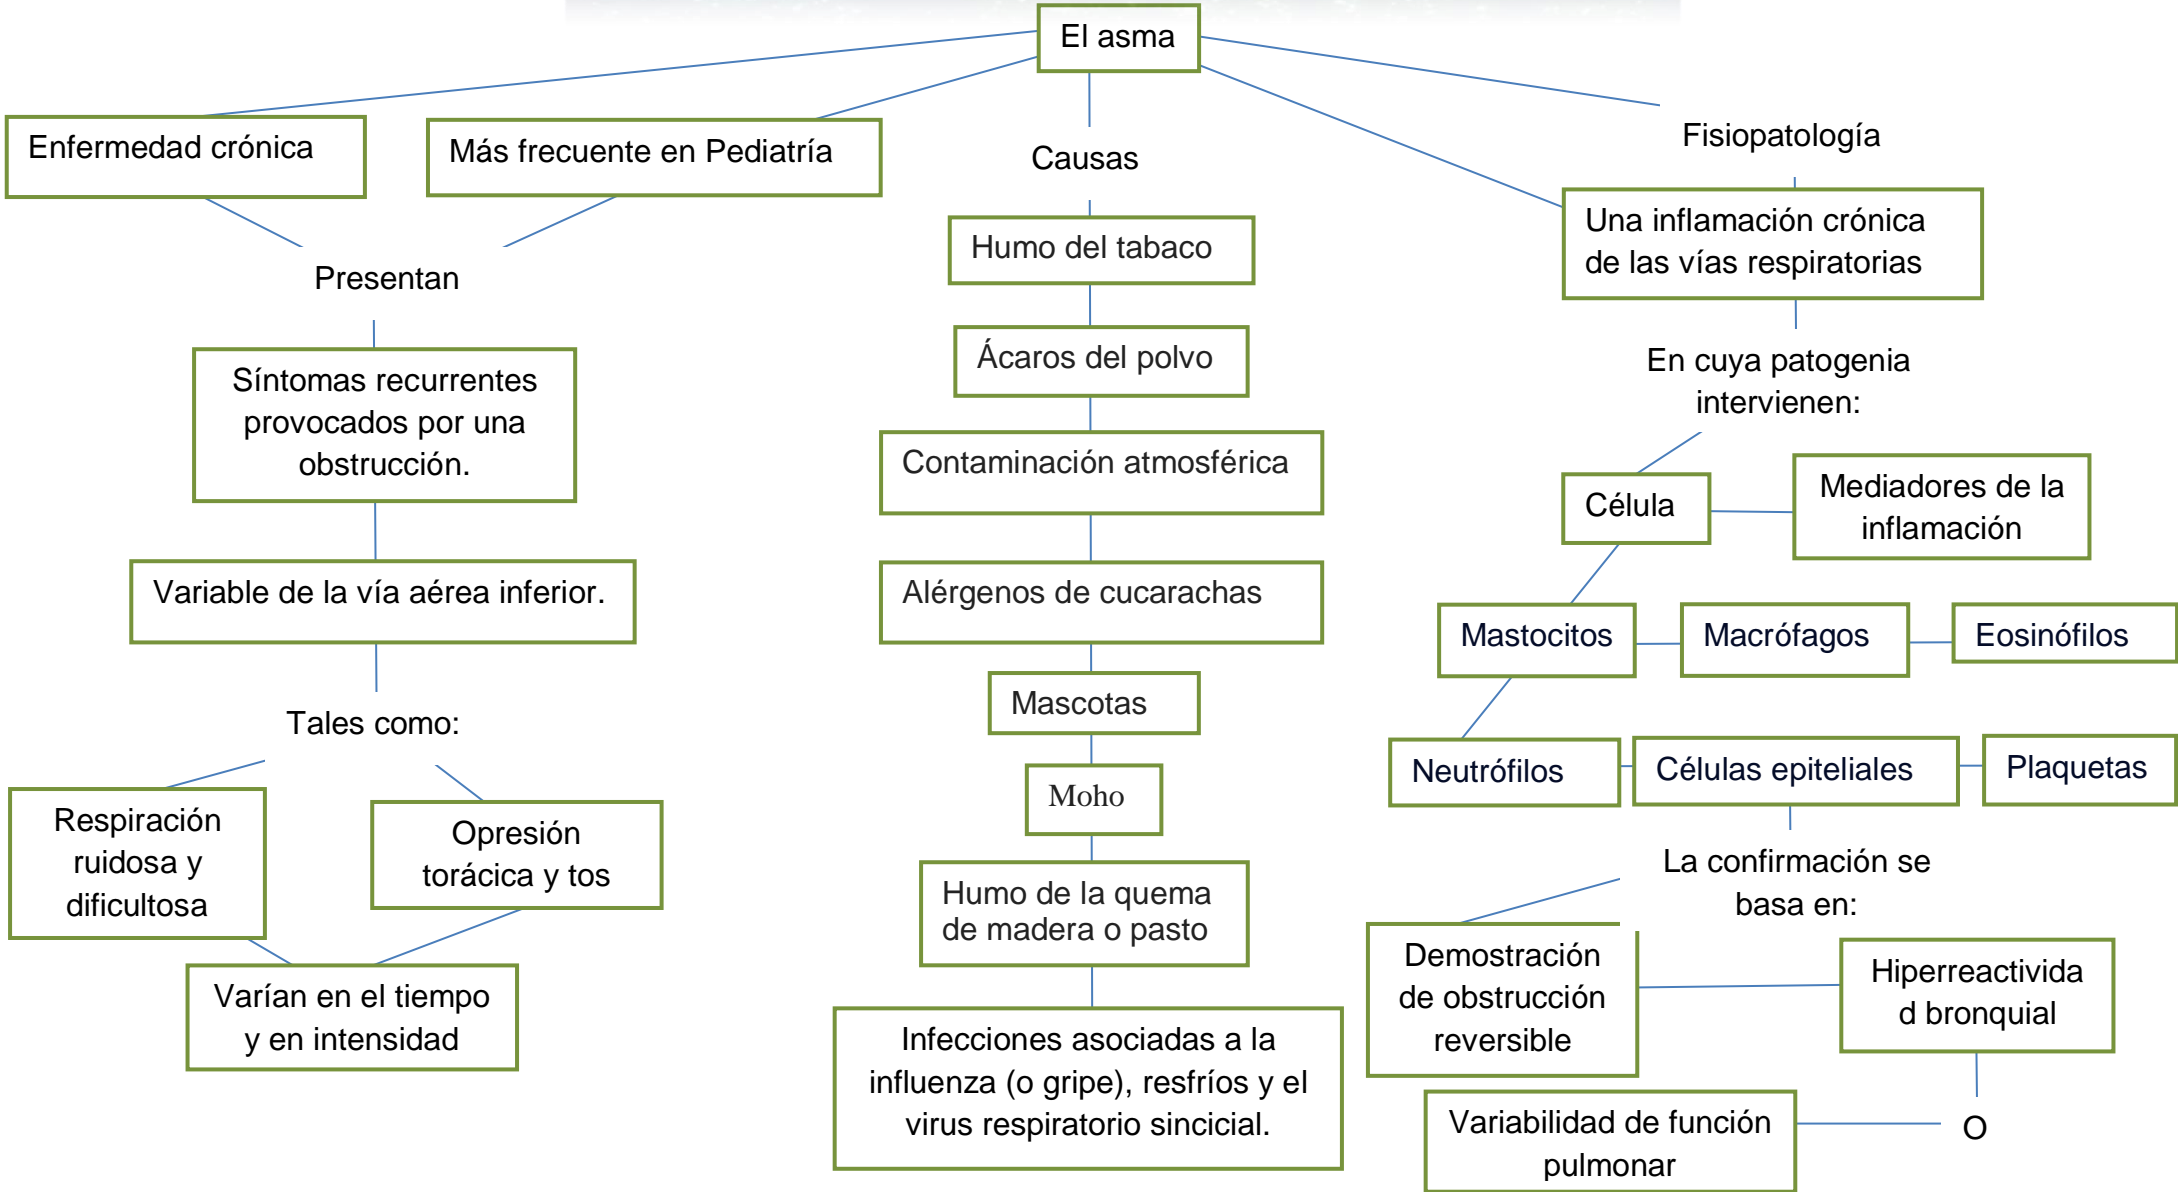 El asma
Enfermedad crónica
Más frecuente en Pediatría
Presentan
Síntomas recurrentes
provocados por una
obstrucción.
Variable de la vía aérea inferior.
Tales como:
Respiración
ruidosa y
dificultosa
Opresión
torácica y tos
Varían en el tiempo
y en intensidad
Causas
Humo del tabaco
Ácaros del polvo
Contaminación atmosférica
Alérgenos de cucarachas
Mascotas
Moho
Humo de la quema
de madera o pasto
Infecciones asociadas a la
influenza (o gripe), resfríos y el
virus respiratorio sincicial.
Fisiopatología
Una inflamación crónica
de las vías respiratorias
En cuya patogenia
intervienen:
Célula
Mediadores de la
inflamación
Mastocitos
Macrófagos
Eosinófilos
Neutrófilos
Células epiteliales
Plaquetas
La confirmación se
basa en:
Demostración
de obstrucción
reversible
Hiperreactivida
d bronquial
O
Variabilidad de función
pulmonar